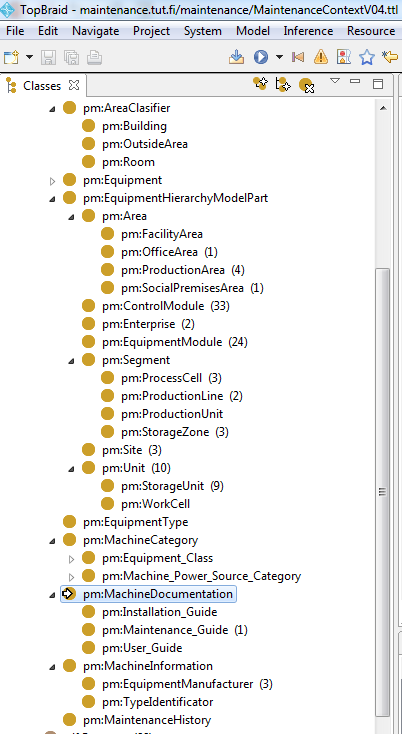 TopBraid - maintenance.tut.fi/maintenance/MaintenanceContextV04.ttl
File Edit Navigate Project System Model Inference Resource
Classes
pm:AreaClasifier
pm:Building
pm:OutsideArea
pm:Room
pm:Equipment
pm:EquipmentHierarchyModelPart
pm:Area
pm:FacilityArea
pm:OfficeArea (1)
pm:ProductionArea (4)
pm:SocialPremisesArea (1)
pm:ControlModule (33)
pm:Enterprise (2)
pm:EquipmentModule (24)
pm:Segment
pm:ProcessCell (3)
pm:ProductionLine (2)
pm:ProductionUnit
pm:StorageZone (3)
pm:Site (3)
pm:Unit (10)
pm:StorageUnit (9)
pm:WorkCell
pm:EquipmentType
pm:MachineCategory
pm:Equipment_Class
pm:Machine_Power_Source_Category
pm:MachineDocumentation
pm:Installation_Guide
pm:Maintenance_Guide (1)
pm:User_Guide
pm:MachineInformation
pm:EquipmentManufacturer (3)
pm:TypeIdentificator
pm:MaintenanceHistory